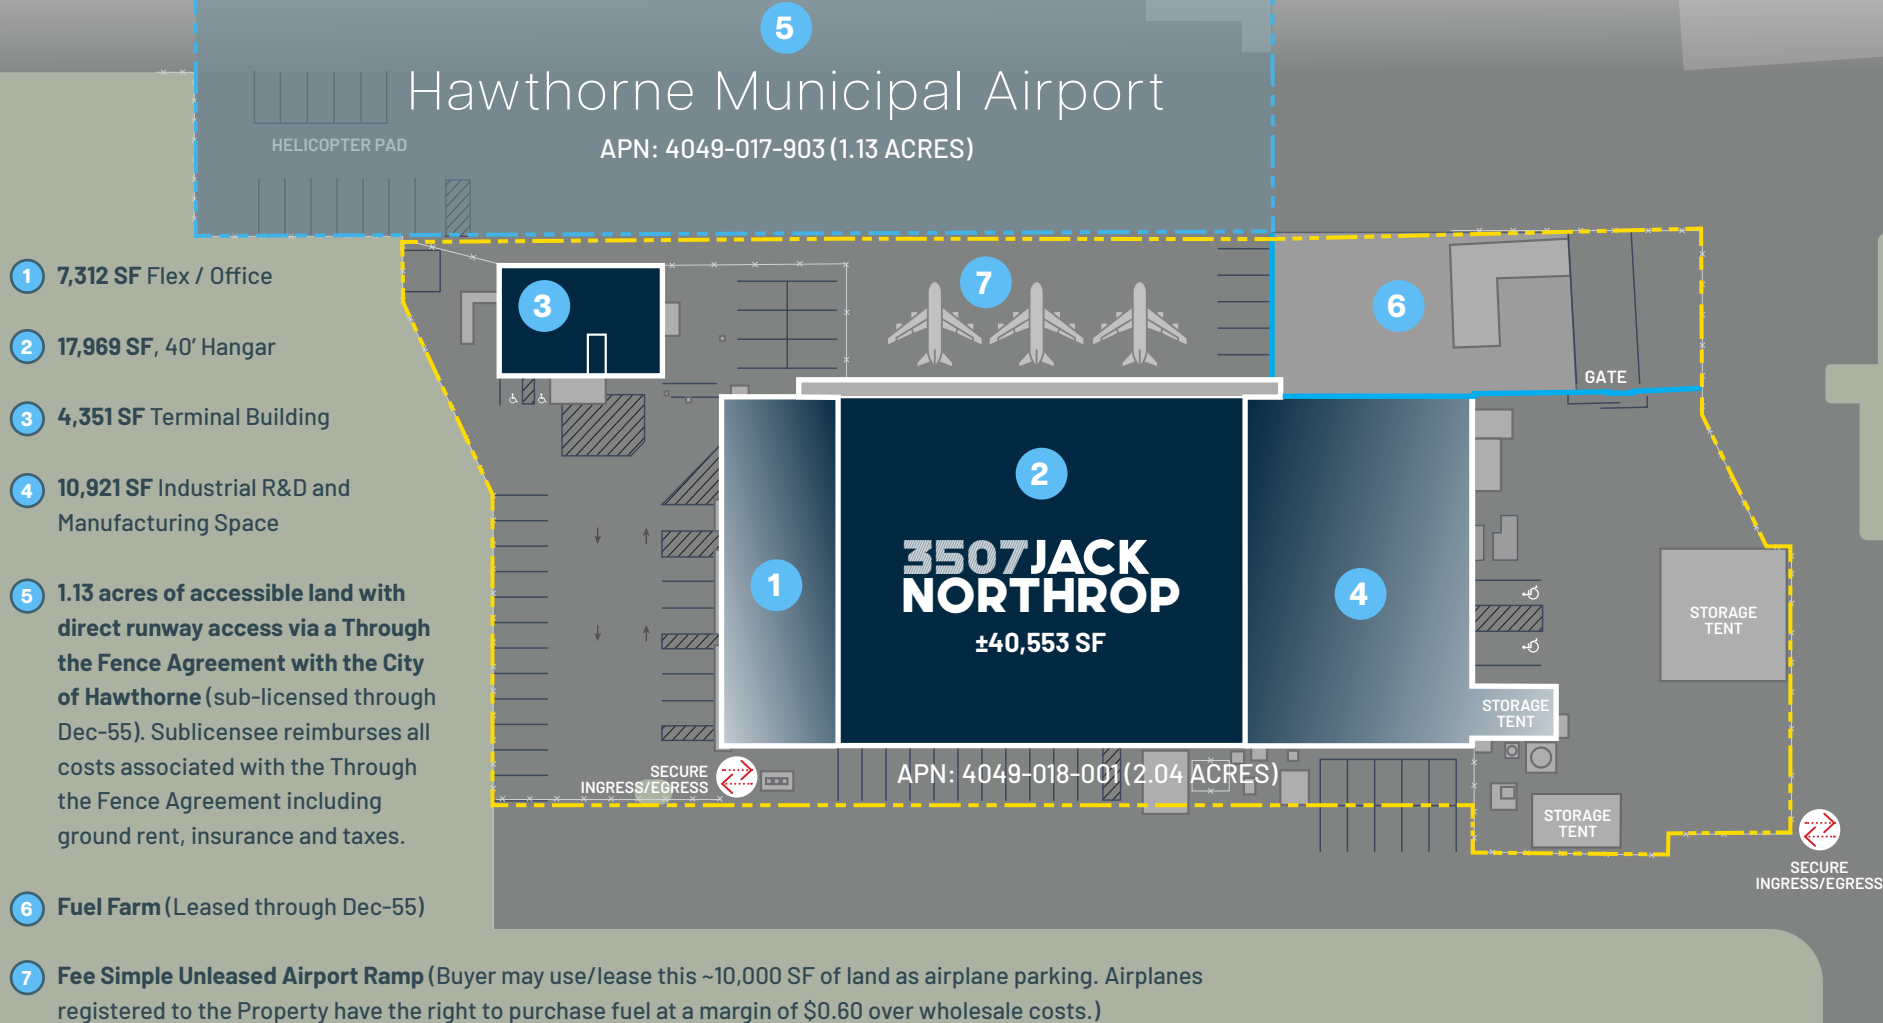 5
Hawthorne Municipal Airport
HELICOPTER PAD
APN: 4049-017-903 (1.13 ACRES)
1 7,312 SF Flex / Office
2 17,969 SF, 40' Hangar
3 4,351 SF Terminal Building
4 10,921 SF Industrial R&D and
Manufacturing Space
5 1.13 acres of accessible land with
direct runway access via a Through
the Fence Agreement with the City
of Hawthorne (sub-licensed through
Dec-55). Sublicensee reimburses all
costs associated with the Through
the Fence Agreement including
ground rent, insurance and taxes.
6 Fuel Farm (Leased through Dec-55)
7 Fee Simple Unleased Airport Ramp (Buyer may use/lease this ~10,000 SF of land as airplane parking. Airplanes
registered to the Property have the right to purchase fuel at a margin of $0.60 over wholesale costs.)
3
7
6
GATE
2
3507JACK
NORTHROP
±40,553 SF
1
4
STORAGE
TENT
STORAGE
TENT
SECURE
INGRESS/EGRESS
APN: 4049-018-001 (2.04 ACRES)
STORAGE
TENT
SECURE
INGRESS/EGRESS